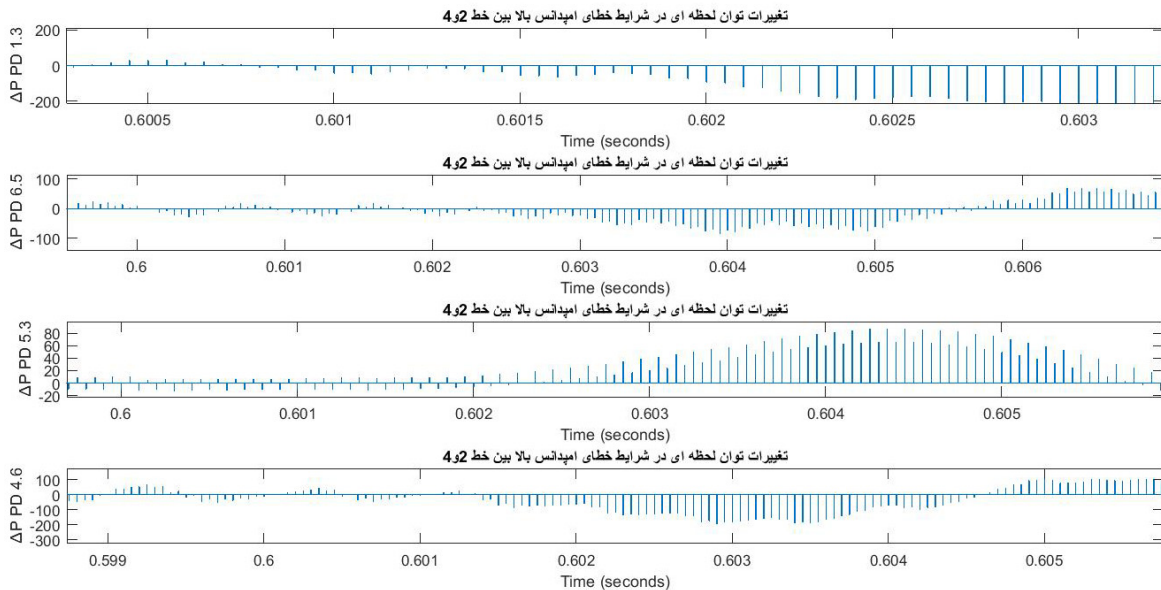 تغییرات توان لحظه ای در شرایط خطای امپدانس بالا بین خط 2و4
ΔP PD 1.3
200
0
-200
0.6005 0.601 0.6015 0.602 0.6025 0.603
Time (seconds)
تغییرات توان لحظه ای در شرایط خطای امپدانس بالا بین خط 2و4
ΔP PD 6.5
100
0
-100
0.6 0.601 0.602 0.603 0.604 0.605 0.606
Time (seconds)
تغییرات توان لحظه ای در شرایط خطای امپدانس بالا بین خط 2و4
ΔP PD 5.3
80
60
40
20
0
-20
0.6 0.601 0.602 0.603 0.604 0.605
Time (seconds)
تغییرات توان لحظه ای در شرایط خطای امپدانس بالا بین خط 2و4
ΔP PD 4.6
100
0
-100
-200
-300
0.599 0.6 0.601 0.602 0.603 0.604 0.605
Time (seconds)